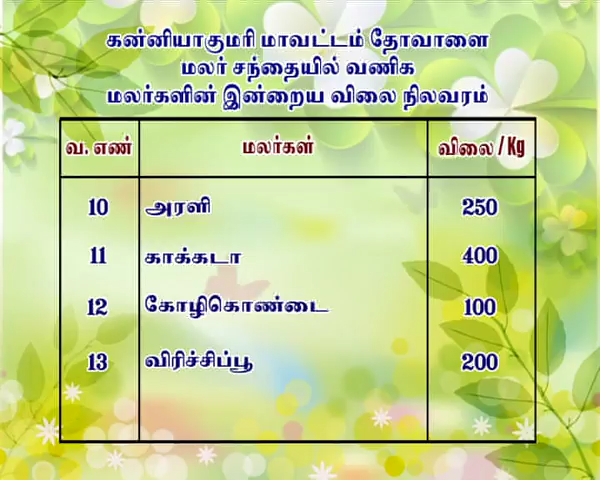 கன்னியாகுமரி மாவட்டம் தோவாளை
மலர் சந்தையில் வணிக
மலர்களின் இன்றைய விலை நிலவரம்
வ. எண் மலர்கள் விலை / Kg
10 அரளி 250
11 காக்கடா 400
12 கோழிகொண்டை 100
13 விரிச்சிப்பூ 200